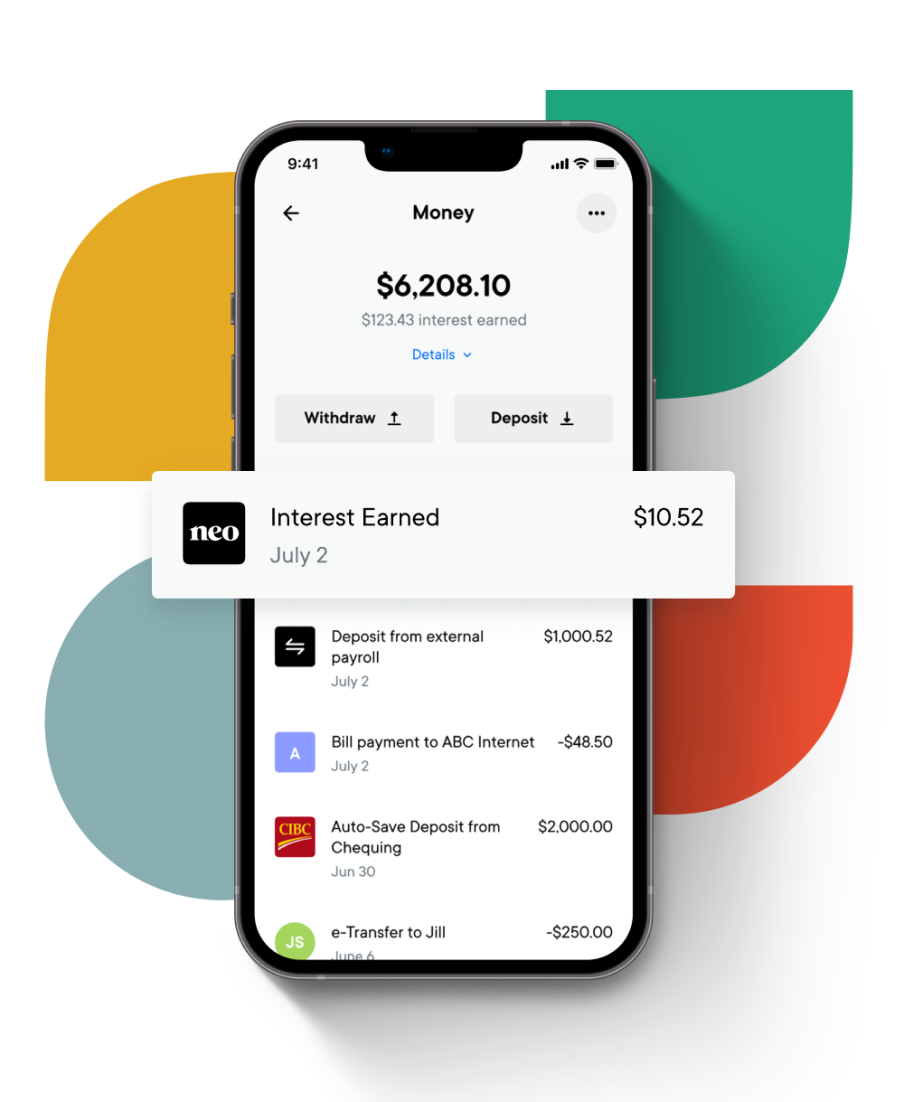 9:41
Money
$6,208.10
$123.43 interest earned
Details
Withdraw
Deposit
neo
Interest Earned
$10.52
July 2
Deposit from external
$1,000.52
payroll
July 2
A
Bill payment to ABC Internet
-$48.50
July 2
CIBC
Auto-Save Deposit from
$2,000.00
Chequing
Jun 30
JS
e-Transfer to Jill
-$250.00
June 6